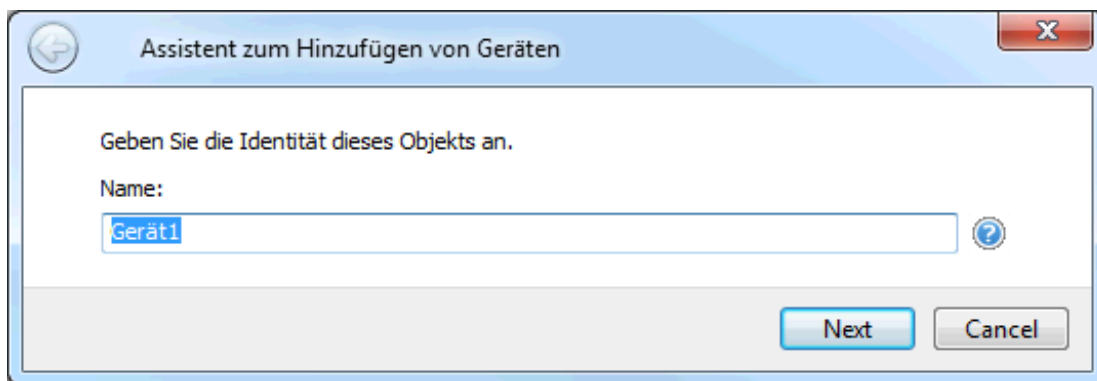 Assistent zum Hinzufügen von Geräten
Geben Sie die Identität dieses Objekts an.
Name:
Gerät1
Next
Cancel